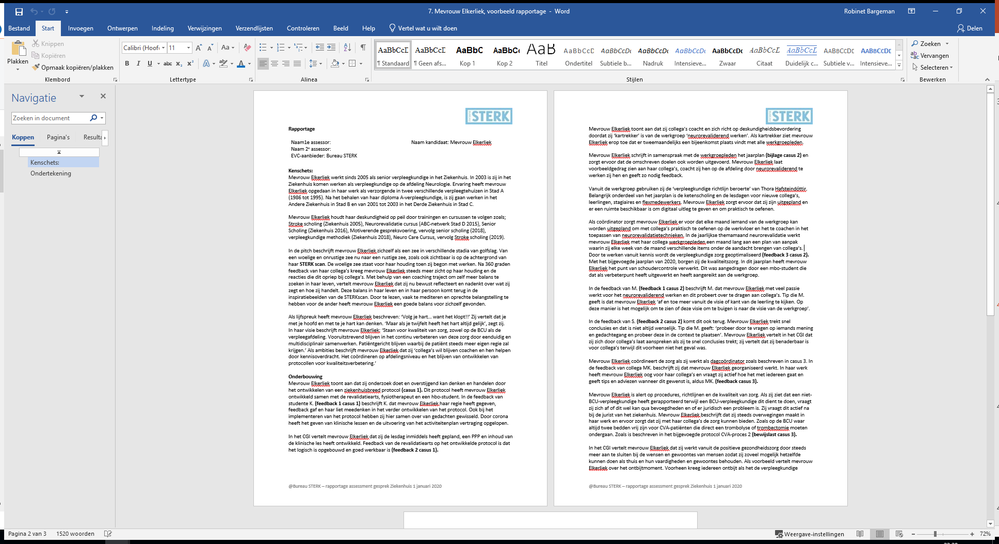 7. Mevrouw Elkerliek, voorbeeld rapportage - Word
Robinet Bargeman
Bestand Start Invoegen Ontwerpen Indeling Verwijzingen Verzendlijsten Controleren Beeld Help Vertel wat u wilt doen Delen
Plakken
Knippen
Kopiëren
Opmaak kopiëren/plakken
Klembord
Calibri (Hoof 11
Lettertype
Alinea
¶ Standaard ¶ Geen afs... Kop 1 Kop 2 Titel Ondertitel Subtiele b... Nadruk Intensieve... Zwaar Citaat Duidelijk c... Subtiele v... Intensieve...
Stijlen
Zoeken
Vervangen
Selecteren
Bewerken
Navigatie
Zoeken in document
Koppen Pagina's Result
Kenschets:
Ondertekening
STERK
Rapportage
Naam1e assessor: Naam kandidaat: Mevrouw Elkerliek
Naam 2e assessor:
EVC-aanbieder: Bureau STERK
Kenschets:
Mevrouw Elkerliek werkt sinds 2005 als senior verpleegkundige in het Ziekenhuis. In 2003 is zij in het
Ziekenhuis komen werken als verpleegkundige op de afdeling Neurologie. Ervaring heeft mevrouw
Elkerliek opgedaan in haar werk als verzorgende in twee verschillende verpleegtehuizen in Stad A
(1986 tot 1995). Na het behalen van haar diploma A-verpleegkundige, is zij gaan werken in het
Andere Ziekenhuis in Stad B en van 2001 tot 2003 in het Derde Ziekenhuis in Stad C.
Mevrouw Elkerliek houdt haar deskundigheid op peil door trainingen en cursussen te volgen zoals;
Stroke scholing (Ziekenhuis 2005), Neurorevalidatie cursus (ABC-netwerk Stad D 2015), Senior
Scholing (Ziekenhuis 2016), Motiverende gespreksvoering, vervolg senior scholing (2018),
verpleegkundige methodiek (Ziekenhuis 2018), Neuro Care Cursus, vervolg Stroke scholing (2019).
In de pitch beschrijft mevrouw Elkerliek zichzelf als een zee in verschillende stadia van golfslag. Van
een woelige en onrustige zee nu naar een rustige zee, zoals ook zichtbaar is op de achtergrond van
haar STERK scan. De woelige zee staat voor haar houding toen zij begon met werken. Na 360 graden
feedback van haar collega's kreeg mevrouw Elkerliek steeds meer zicht op haar houding en de
reacties die dit opriep bij collega's. Met behulp van een coaching traject om zelf meer balans te
zoeken in haar leven, vertelt mevrouw Elkerliek dat zij nu bewust reflecteert en nadenkt over wat zij
zegt en hoe zij handelt. Deze balans in haar leven en in haar persoon komt terug in de
inspiratiebeelden van de STERKscan. Door te lezen, vaak te mediteren en oprechte belangstelling te
hebben voor de ander heeft mevrouw Elkerliek een goede balans voor zichzelf gevonden.
Als lijfspreuk heeft mevrouw Elkerliek beschreven: 'Volg je hart... want het klopt!!' Zij vertelt dat je
met je hoofd en met te je hart kan denken. 'Maar als je twijfelt heeft het hart altijd gelijk', zegt zij.
In haar visie beschrijft mevrouw Elkerliek: 'Staan voor kwaliteit van zorg, zowel op de BCU als de
verpleegafdeling. Vooruitstrevend blijven in het continu verbeteren van deze zorg door eenduidig en
multidisciplinair samenwerken. Patiëntgericht blijven waarbij de patiënt steeds meer eigen regie zal
krijgen.' Als ambities beschrijft mevrouw Elkerliek dat zij 'collega's wil blijven coachen en hen helpen
door kennisoverdracht. Het coördineren op afdelingsniveau en het blijven van ontwikkelen van
protocollen voor kwaliteitsverbetering.'
Onderbouwing
Mevrouw Elkerliek toont aan dat zij onderzoek doet en overstijgend kan denken en handelen door
het ontwikkelen van een ziekenhuisbreed protocol (casus 1). Dit protocol heeft mevrouw Elkerliek
ontwikkeld samen met de revalidatiearts, fysiotherapeut en een hbo-student. In de feedback van
studente K. (feedback 1 casus 1) beschrijft K. dat mevrouw Elkerliek haar regie heeft gegeven,
feedback gaf en haar liet meedenken in het verder ontwikkelen van het protocol. Ook bij het
implementeren van het protocol hebben zij hier samen over van gedachten gewisseld. Door corona
heeft het geven van klinische lessen en de uitvoering van het activiteitenplan vertraging opgelopen.
In het CGI vertelt mevrouw Elkerliek dat zij de lesdag inmiddels heeft gepland, een PPP en inhoud van
de klinische les heeft ontwikkeld. Feedback van de revalidatiearts op het ontwikkelde protocol is dat
het logisch is opgebouwd en goed werkbaar is (feedback 2 casus 1).
@Bureau STERK – rapportage assessment gesprek Ziekenhuis 1 januari 2020
STERK
Mevrouw Elkerliek toont aan dat zij collega's coacht en zich richt op deskundigheidsbevordering
doordat zij 'kartrekker' is van de werkgroep 'neurorevaliderend werken'. Als kartrekker ziet mevrouw
Elkerliek erop toe dat er tweemaandelijks een bijeenkomst plaats vindt met alle werkgroepleden.
Mevrouw Elkerliek schrijft in samenspraak met de werkgroepleden het jaarplan (bijlage casus 2) en
zorgt ervoor dat de omschreven doelen ook worden uitgevoerd. Mevrouw Elkerliek laat
voorbeeldgedrag zien aan haar collega's, coacht zij hen op de afdeling door neurorevaliderend te
werken zij hen en geeft zo nodig feedback.
Vanuit de werkgroep gebruiken zij de 'verpleegkundige richtlijn beroerte' van Thora Hafsteindóttir.
Belangrijk onderdeel van het jaarplan is de ketenscholing en de lesdagen voor nieuwe collega's,
leerlingen, stagiaires en flexmedewerkers. Mevrouw Elkerliek zorgt ervoor dat zij zijn uitgepland en
er een ruimte beschikbaar is om digitaal uitleg te geven en om praktisch te oefenen.
Als coördinator zorgt mevrouw Elkerliek er voor dat elke maand iemand van de werkgroep kan
worden uitgepland om met collega's praktisch te oefenen op de werkvloer en het te coachen in het
toepassen van neurorevalidatietechnieken. In de jaarlijkse themamaand neurorevalidatie werkt
mevrouw Elkerliek met haar collega werkgroepleden een maand lang aan een plan van aanpak
waarin zij elke week van de maand verschillende items onder de aandacht brengen van collega's.
Door te werken vanuit kennis wordt de verpleegkundige zorg geoptimaliseerd (feedback 3 casus 2).
Met het bijgevoegde jaarplan van 2020, borgen zij de kwaliteitszorg. In dit jaarplan heeft mevrouw
Elkerliek het punt van schoudercontrole verwerkt. Dit was aangedragen door een mbo-student die
dat als verbeterpunt heeft uitgewerkt en heeft aangereikt aan de werkgroep.
In de feedback van M. (feedback 1 casus 2) beschrijft M. dat mevrouw Elkerliek met veel passie
werkt voor het neurorevaliderend werken en dit probeert over te dragen aan collega's. Tip die M.
geeft is dat mevrouw Elkerliek 'af en toe meer vanuit de visie of kant van de leerling te kijken. Op
deze manier is het mogelijk om te zien of deze visie om te buigen is naar de visie van de werkgroep'.
In de feedback van S. (feedback 2 casus 2) komt dit ook terug. Mevrouw Elkerliek trekt snel
conclusies en dat is niet altijd wenselijk. Tip die M. geeft: 'probeer door te vragen op iemands mening
en gedachtegang en probeer deze in de context te plaatsen'. Mevrouw Elkerliek vertelt in het CGI dat
zij zich door collega's laat aanspreken als zij te snel conclusies trekt; zij vertelt dat zij benaderbaar is
voor collega's terwijl dit voorheen niet het geval was.
Mevrouw Elkerliek coördineert de zorg als zij werkt als dagcoördinator zoals beschreven in casus 3. In
de feedback van collega MK. beschrijft zij dat mevrouw Elkerliek georganiseerd werkt. In haar werk
heeft mevrouw Elkerliek oog voor haar collega's en vraagt zij actief hoe het met iedereen gaat en
geeft tips en adviezen wanneer dit gewenst is, aldus MK. (feedback casus 3).
Mevrouw Elkerliek is alert op procedures, richtlijnen en de kwaliteit van zorg. Als zij ziet dat een niet-
BCU-verpleegkundige heeft gerapporteerd terwijl een BCU-verpleegkundige dit dient te doen, vraagt
zij zich af of dit wel kan qua bevoegdheden en of er juridisch een probleem is. Zij vraagt dit actief na
bij de jurist van het ziekenhuis. Mevrouw Elkerliek beschrijft dat zij steeds overwegingen maakt in
haar werk en ervoor zorgt dat zij met haar collega's de zorg kunnen bieden. Zoals op de BCU waar
altijd twee bedden vrij zijn voor CVA-patiënten die direct een trombolyse of trombectomie moeten
ondergaan. Zoals is beschreven in het bijgevoegde protocol CVA-proces 2 (bewijslast casus 3).
In het CGI vertelt mevrouw Elkerliek dat zij werkt vanuit de positieve gezondheidszorg door steeds
meer aan te sluiten bij de wensen en gewoontes van mensen zodat zij zoveel mogelijk hetzelfde
kunnen doen als thuis en hun vaardigheden en gewoontes behouden. Als voorbeeld vertelt mevrouw
Elkerliek over het ontbijtmoment. Voorheen kreeg iedereen ontbijt als het de verpleegkundige
@Bureau STERK – rapportage assessment gesprek Ziekenhuis 1 januari 2020
Pagina 2 van 3 1520 woorden
Weergave-instellingen 72%